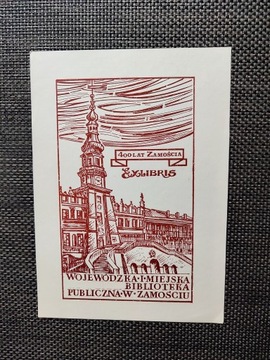 400 LAT ZAMOŚCIA
EXLIBRIS
WOJEWÓDZKA·I·MIEJSKA
BIBLIOTEKA
PUBLICZNA·W·ZAMOŚCIU